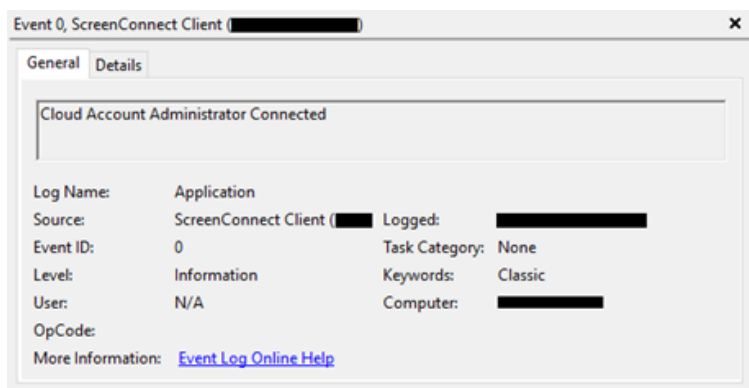 Event 0, ScreenConnect Client ( )
General Details
Cloud Account Administrator Connected
Log Name: Application
Source: ScreenConnect Client ( Logged:
Event ID: 0 Task Category: None
Level: Information Keywords: Classic
User: N/A Computer:
OpCode:
More Information: Event Log Online Help